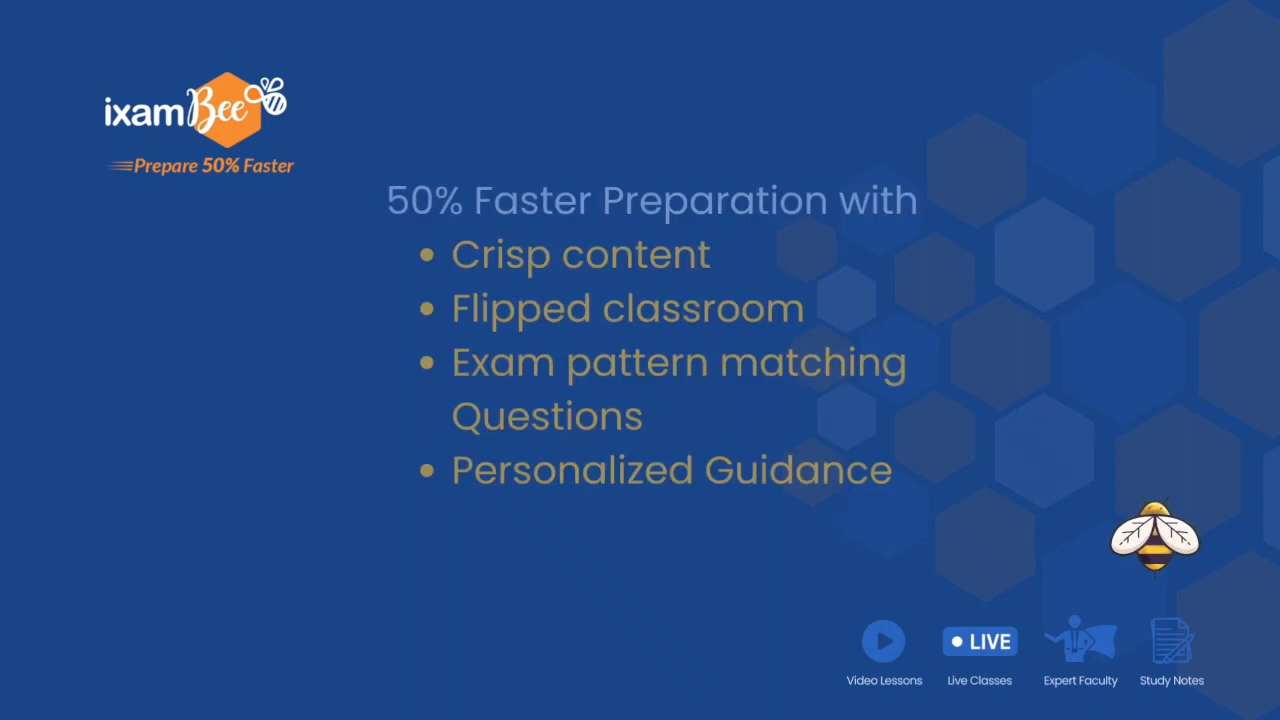 ixamBee
Prepare 50% Faster
50% Faster Preparation with
• Crisp content
• Flipped classroom
• Exam pattern matching
Questions
• Personalized Guidance
LIVE
Video Lessons
Live Classes
Expert Faculty
Study Notes